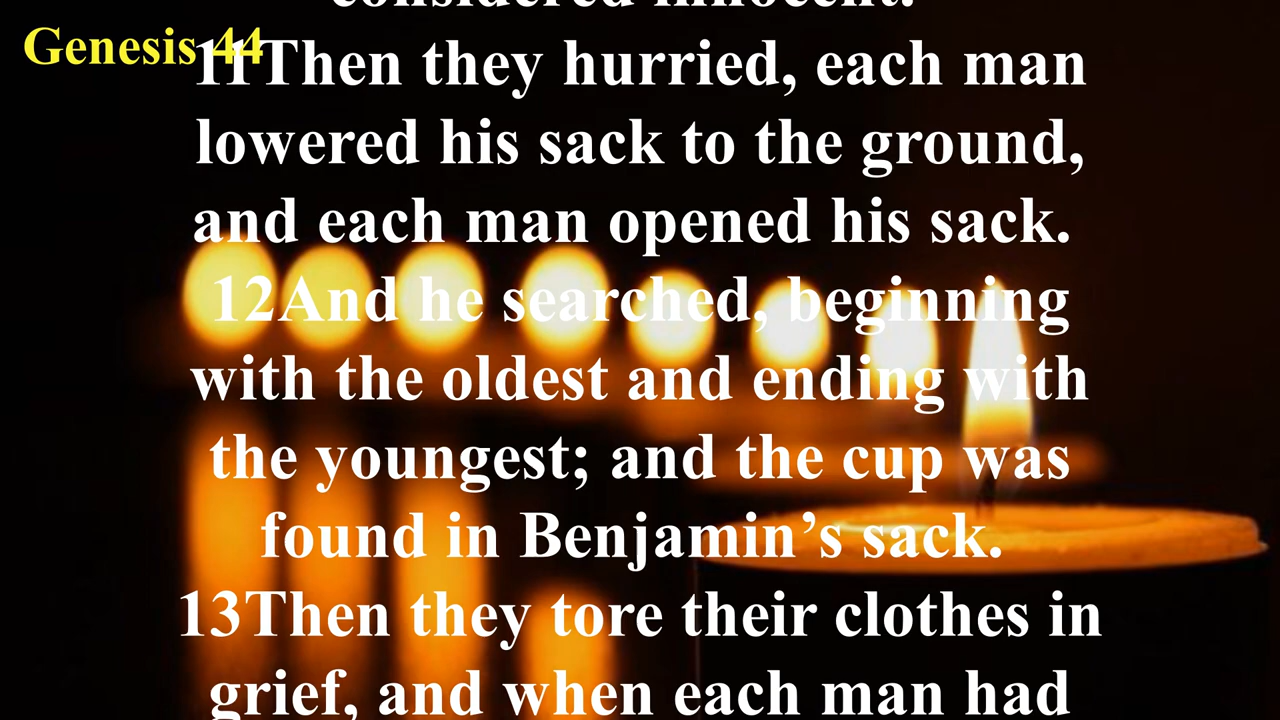 considered innocent.
Genesis 44
11Then they hurried, each man
lowered his sack to the ground,
and each man opened his sack.
12And he searched, beginning
with the oldest and ending with
the youngest; and the cup was
found in Benjamin’s sack.
13Then they tore their clothes in
grief, and when each man had